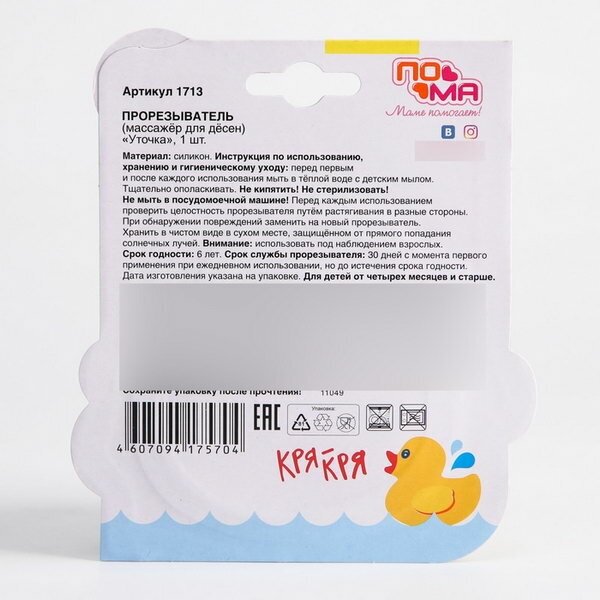 Артикул 1713
ПО
МА
Маме помогает!
В
ПРОРЕЗЫВАТЕЛЬ
(массажёр для дёсен)
«Уточка», 1 шт.
Материал: силикон. Инструкция по использованию,
хранению и гигиеническому уходу: перед первым
и после каждого использования мыть в тёплой воде с детским мылом.
Тщательно ополаскивать. Не кипятить! Не стерилизовать!
Не мыть в посудомоечной машине! Перед каждым использованием
проверить целостность прорезывателя путём растягивания в разные стороны.
При обнаружении повреждений заменить на новый прорезыватель.
Хранить в чистом виде в сухом месте, защищённом от прямого попадания
солнечных лучей. Внимание: использовать под наблюдением взрослых.
Срок годности: 6 лет. Срок службы прорезывателя: 30 дней с момента первого
применения при ежедневном использовании, но до истечения срока годности.
Дата изготовления указана на упаковке. Для детей от четырех месяцев и старше.
Сохраните упаковку после прочтения! 11049
EAC
Упаковка:
4 607094 175704
КРЯ-КРЯ